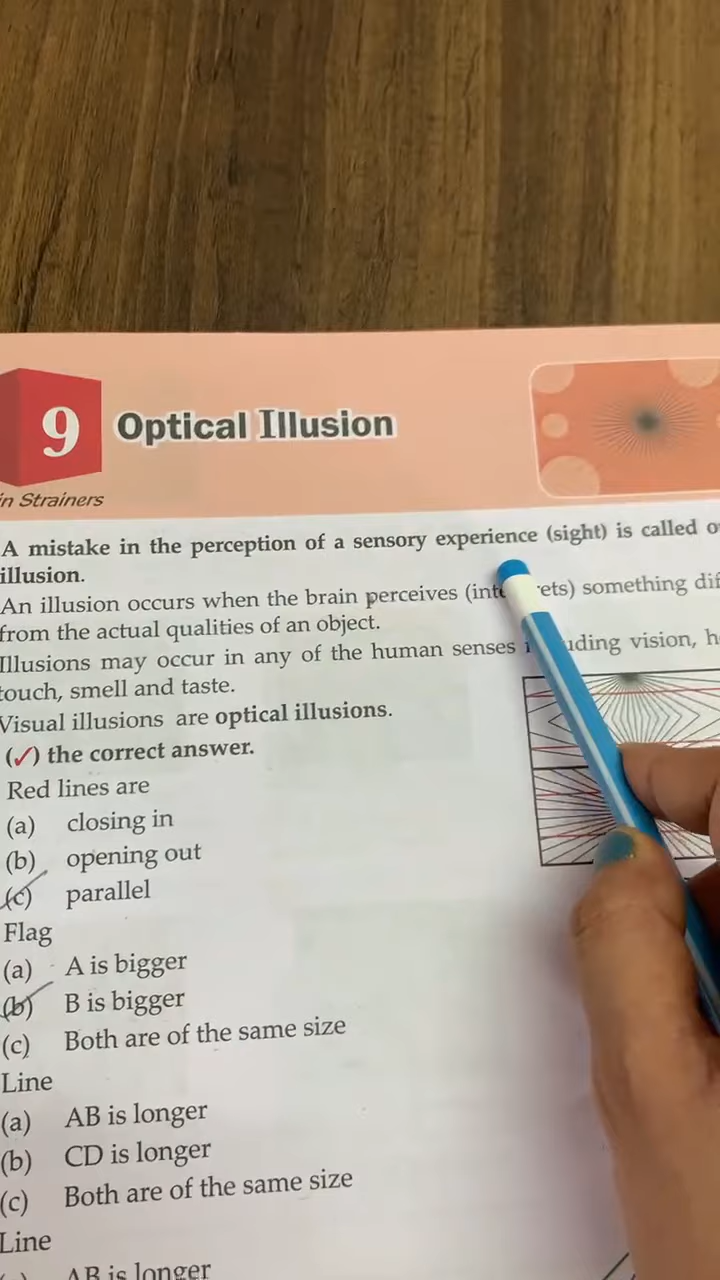 9 Optical Illusion
in Strainers
A mistake in the perception of a sensory experience (sight) is called
illusion.
An illusion occurs when the brain perceives something
from the actual qualities of an object.
Illusions may occur in any of the human senses vision,
touch, smell and taste.
Visual illusions are optical illusions.
(✓) the correct answer.
Red lines are
(a) closing in
(b) opening out
(c) parallel
Flag
(a) A is bigger
(b) B is bigger
(c) Both are of the same size
Line
(a) AB is longer
(b) CD is longer
(c) Both are of the same size
Line
AB is longer